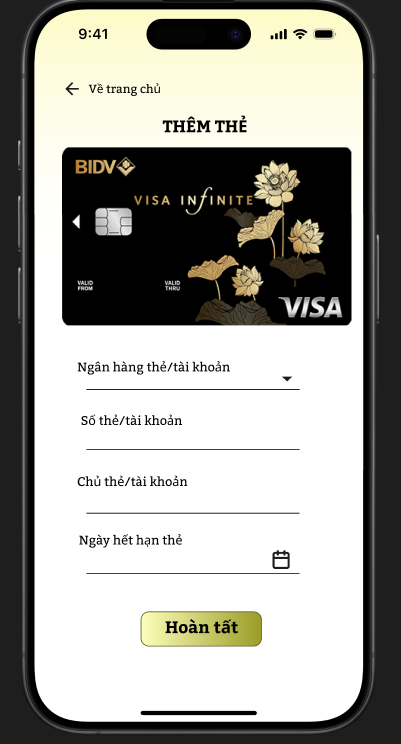 9:41
Về trang chủ
THÊM THẺ
BIDV
VISA INFINITE
VALID
FROM
VALID
THRU
VISA
Ngân hàng thẻ/tài khoản
Số thẻ/tài khoản
Chủ thẻ/tài khoản
Ngày hết hạn thẻ
Hoàn tất